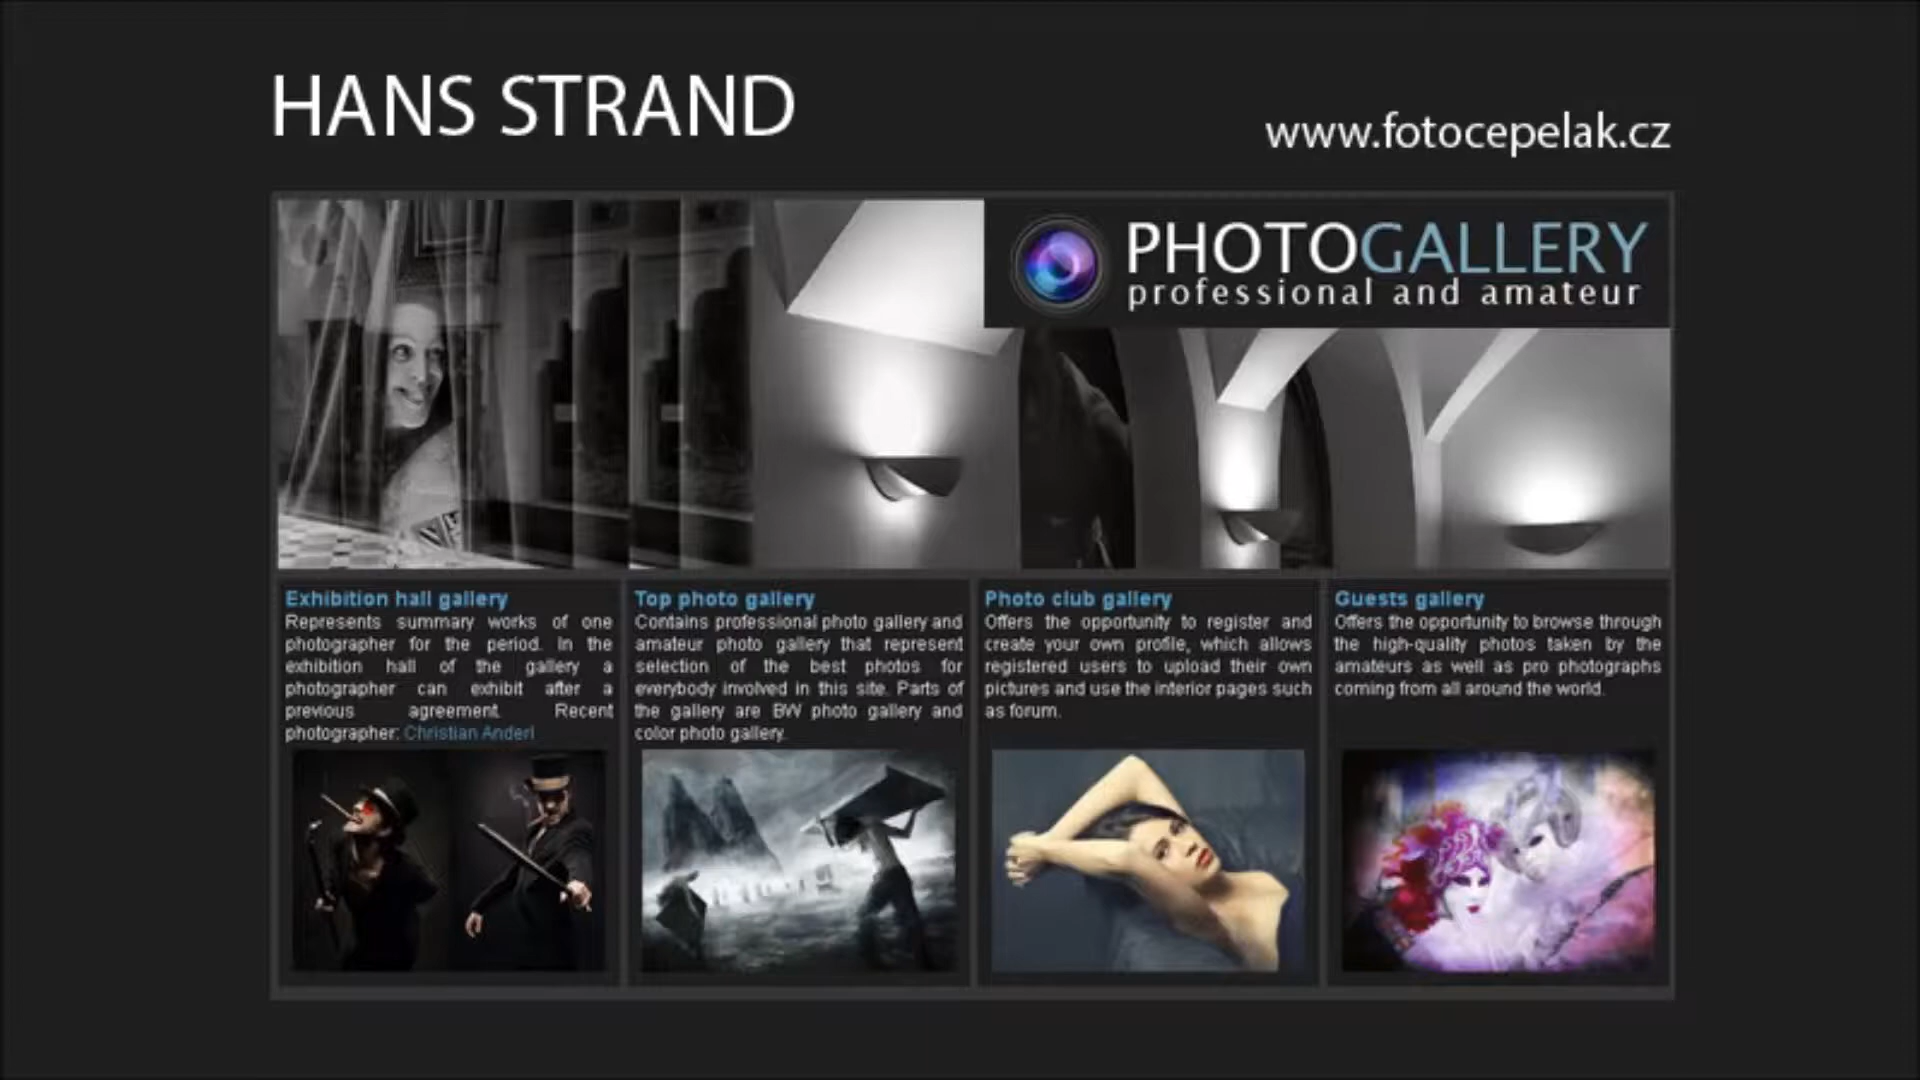 HANS STRAND
www.fotocepelak.cz
PHOTOGALLERY
professional and amateur
Exhibition hall gallery
Represents summary works of one
photographer for the period. In the
exhibition hall of the gallery a
photographer can exhibit after a
previous agreement. Recent
photographer: Christian Anderl
Top photo gallery
Contains professional photo gallery and
amateur photo gallery that represent
selection of the best photos for
everybody involved in this site. Parts of
the gallery are BW photo gallery and
color photo gallery.
Photo club gallery
Offers the opportunity to register and
create your own profile, which allows
registered users to upload their own
pictures and use the interior pages such
as forum.
Guests gallery
Offers the opportunity to browse through
the high-quality photos taken by the
amateurs as well as pro photographs
coming from all around the world.